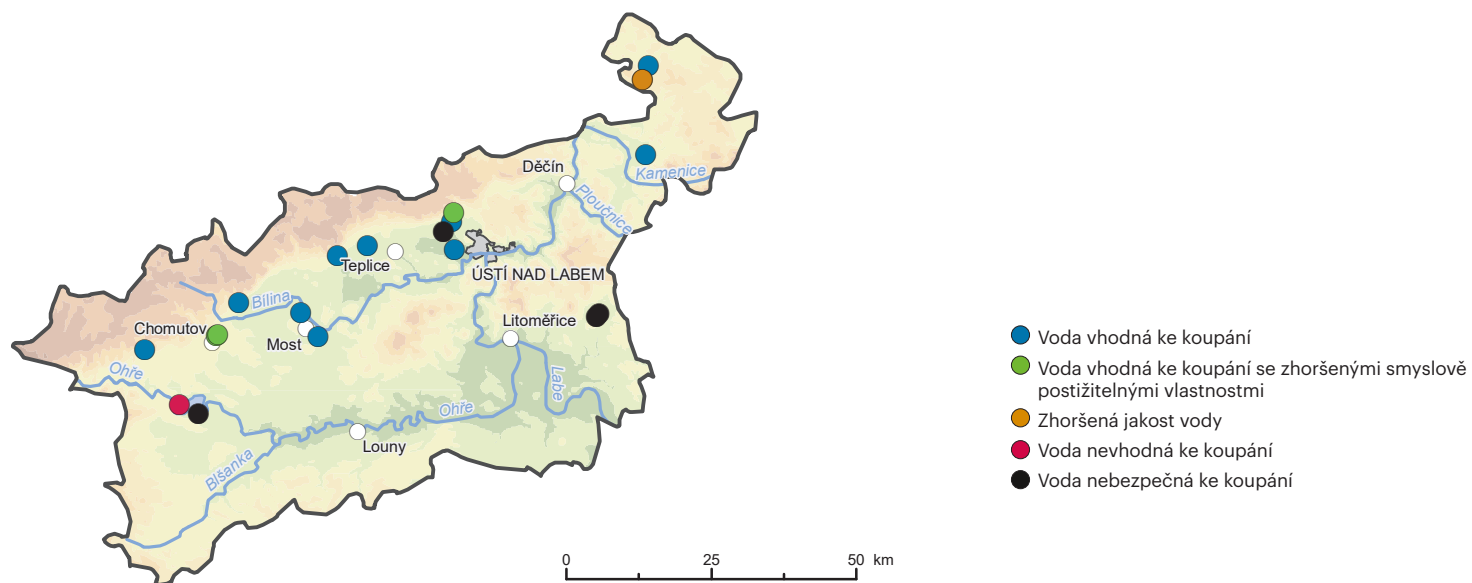 Děčín
Kamenice
Ploučnice
Teplice
ÚSTÍ NAD LABEM
Bílina
Chomutov
Most
Litoměřice
Ohře
Labe
Ohře
Louny
Blšanka
Voda vhodná ke koupání
Voda vhodná ke koupání se zhoršenými smyslově
postižitelnými vlastnostmi
Zhoršená jakost vody
Voda nevhodná ke koupání
Voda nebezpečná ke koupání
0 25 50 km